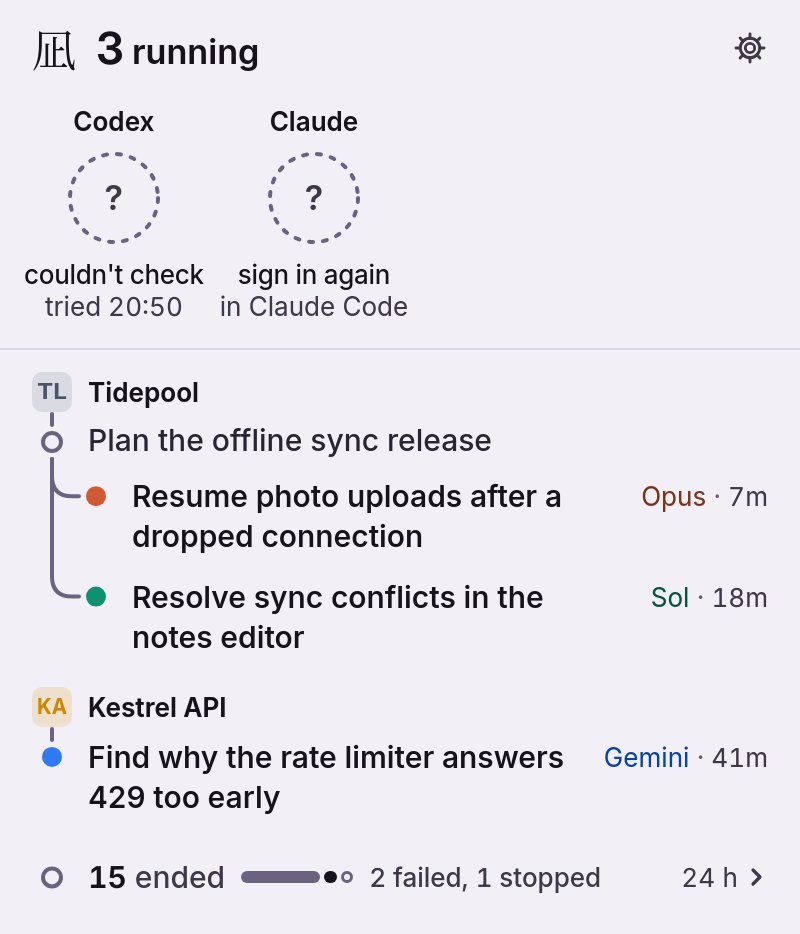 凪 3 running
Codex Claude
? ?
couldn't check sign in again
tried 20:50 in Claude Code
TL Tidepool
Plan the offline sync release
Resume photo uploads after a Opus · 7m
dropped connection
Resolve sync conflicts in the Sol · 18m
notes editor
KA Kestrel API
Find why the rate limiter answers Gemini · 41m
429 too early
15 ended 2 failed, 1 stopped 24 h